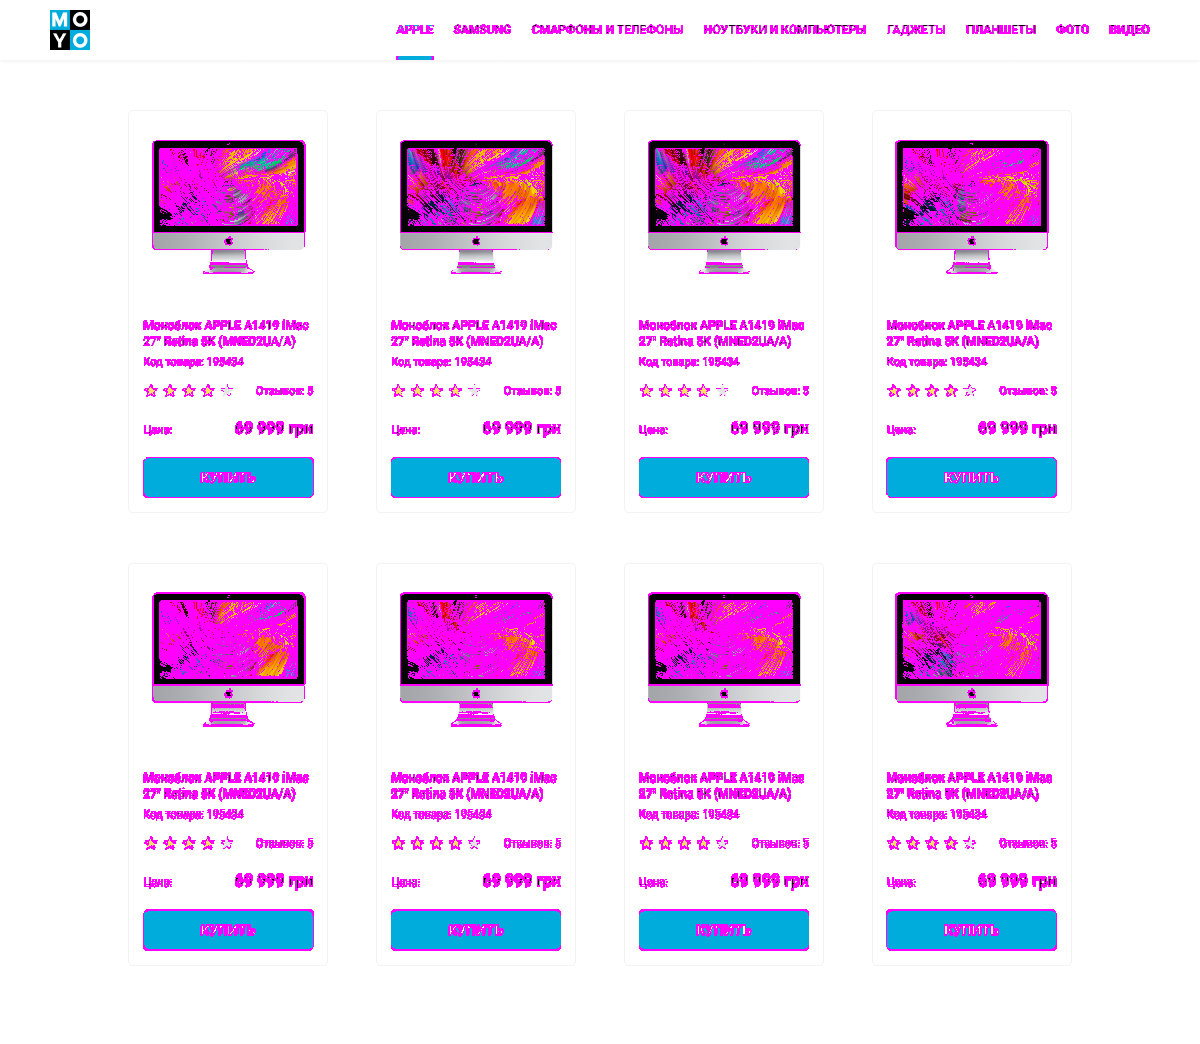 MO
YO
APPLE SAMSUNG СМАРФОНЫ И ТЕЛЕФОНЫ НОУТБУКИ И КОМПЬЮТЕРЫ ГАДЖЕТЫ ПЛАНШЕТЫ ФОТО ВИДЕО
Моноблок APPLE A1419 iMac
27" Retina 5K (MNED2UA/A)
Код товара: 195434
Отзывов: 5
Цена: 69 999 грн
КУПИТЬ
Моноблок APPLE A1419 iMac
27" Retina 5K (MNED2UA/A)
Код товара: 195434
Отзывов: 5
Цена: 69 999 грн
КУПИТЬ
Моноблок APPLE A1419 iMac
27" Retina 5K (MNED2UA/A)
Код товара: 195434
Отзывов: 5
Цена: 69 999 грн
КУПИТЬ
Моноблок APPLE A1419 iMac
27" Retina 5K (MNED2UA/A)
Код товара: 195434
Отзывов: 5
Цена: 69 999 грн
КУПИТЬ
Моноблок APPLE A1419 iMac
27" Retina 5K (MNED2UA/A)
Код товара: 195434
Отзывов: 5
Цена: 69 999 грн
КУПИТЬ
Моноблок APPLE A1419 iMac
27" Retina 5K (MNED2UA/A)
Код товара: 195434
Отзывов: 5
Цена: 69 999 грн
КУПИТЬ
Моноблок APPLE A1419 iMac
27" Retina 5K (MNED2UA/A)
Код товара: 195434
Отзывов: 5
Цена: 69 999 грн
КУПИТЬ
Моноблок APPLE A1419 iMac
27" Retina 5K (MNED2UA/A)
Код товара: 195434
Отзывов: 5
Цена: 69 999 грн
КУПИТЬ